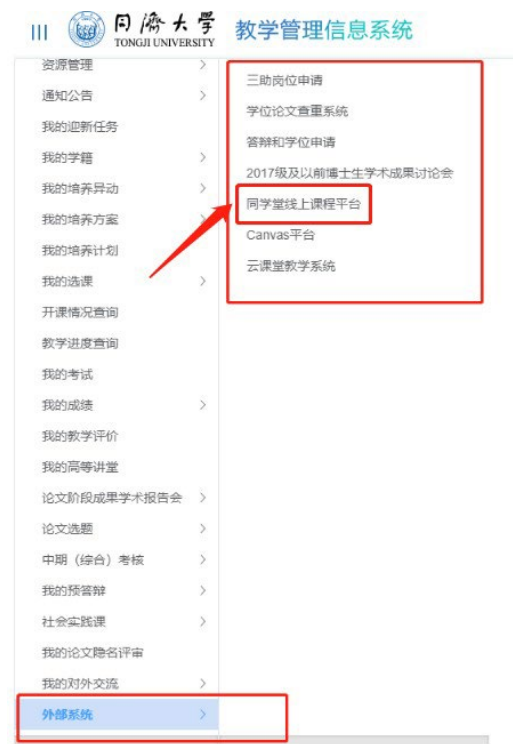 同濟大学
TONGJI UNIVERSITY
教学管理信息系统
资源管理
通知公告
我的迎新任务
我的学籍
我的培养异动
我的培养方案
我的培养计划
我的选课
开课情况查询
教学进度查询
我的考试
我的成绩
我的教学评价
我的高等讲堂
论文阶段成果学术报告会
论文选题
中期（综合）考核
我的预答辩
社会实践课
我的论文隐名评审
我的对外交流
外部系统
三助岗位申请
学位论文查重系统
答辩和学位申请
2017级及以前博士生学术成果讨论会
同学堂线上课程平台
Canvas平台
云课堂教学系统